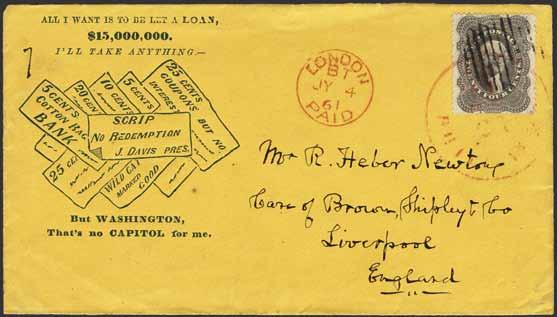 ALL I WANT IS TO BE LET A LOAN,
$15,000,000.
I'LL TAKE ANYTHING.—
5 CENTS
COTTON BAG
BANK
20 CENTS
10 CENTS
5 CENTS
INTEREST
25 CENTS
COUPONS BUT NO
SCRIP
NO REDEMPTION
J. DAVIS PRES.
25 CE
WILD CAT
MARKED
GOOD
But WASHINGTON,
That's no CAPITOL for me.
7
LONDON
BT
JY 4
61
PAID
Mr R. Heber Newton
Care of Brown, Shipley & Co
Liverpool
England